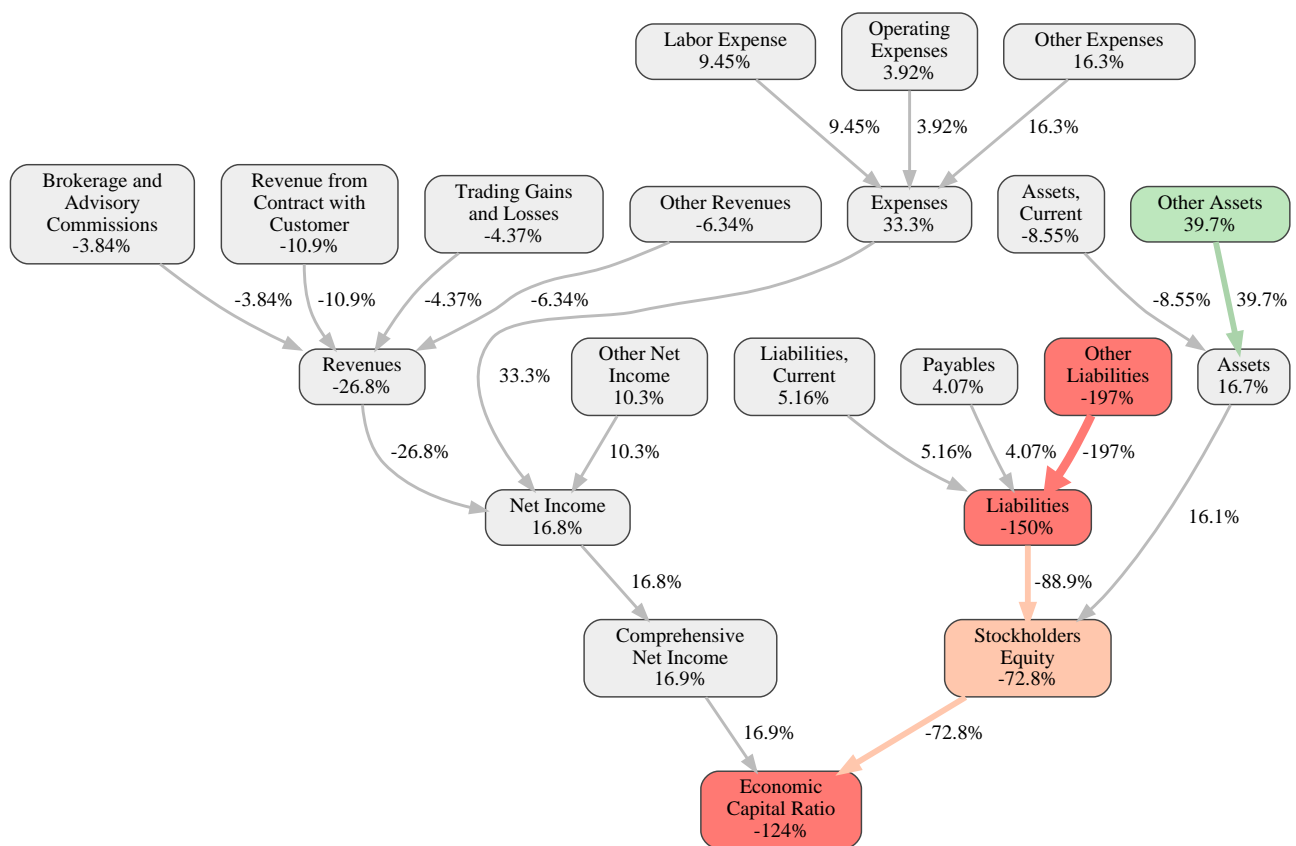 Labor Expense
9.45%
Operating
Expenses
3.92%
Other Expenses
16.3%
9.45%
3.92%
16.3%
Brokerage and
Advisory
Commissions
-3.84%
Revenue from
Contract with
Customer
-10.9%
Trading Gains
and Losses
-4.37%
Other Revenues
-6.34%
Expenses
33.3%
Assets,
Current
-8.55%
Other Assets
39.7%
-3.84%
-10.9%
-4.37%
-6.34%
-8.55%
39.7%
Revenues
-26.8%
33.3%
Other Net
Income
10.3%
Liabilities,
Current
5.16%
Payables
4.07%
Other
Liabilities
-197%
Assets
16.7%
-26.8%
10.3%
5.16%
4.07%
-197%
Net Income
16.8%
Liabilities
-150%
16.1%
16.8%
-88.9%
Comprehensive
Net Income
16.9%
Stockholders
Equity
-72.8%
16.9%
-72.8%
Economic
Capital Ratio
-124%